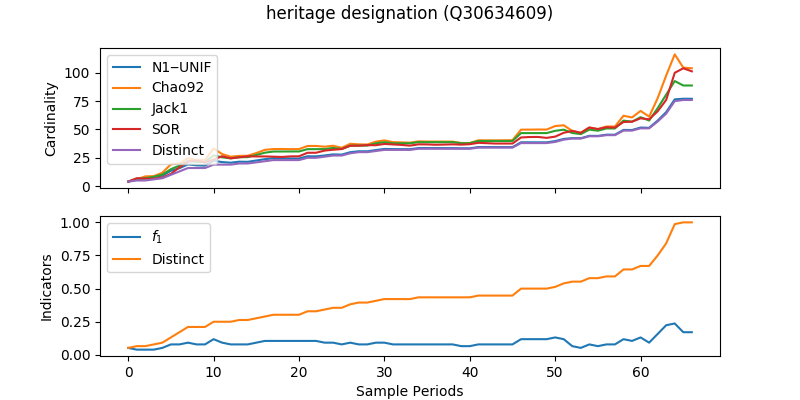 heritage designation (Q30634609)
Cardinality
100
75
50
25
0
N1−UNIF
Chao92
Jack1
SOR
Distinct
Indicators
1.00
0.75
0.50
0.25
0.00
f1
Distinct
0 10 20 30 40 50 60
Sample Periods